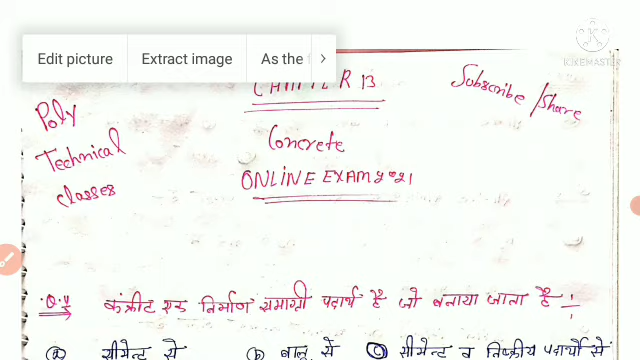 Edit picture
Extract image
As the
KINEMASTER
CHAPTER 13
Subscribe/Share
Poly
Technical
classes
Concrete
ONLINE EXAM 2021
Q.1 कंक्रीट एक निर्माण सामाग्री पदार्थ है जो बनाया जाता है :-
(a) सीमेन्ट से (b) बालू से (c) सीमेन्ट व निष्क्रीय पदार्थो से